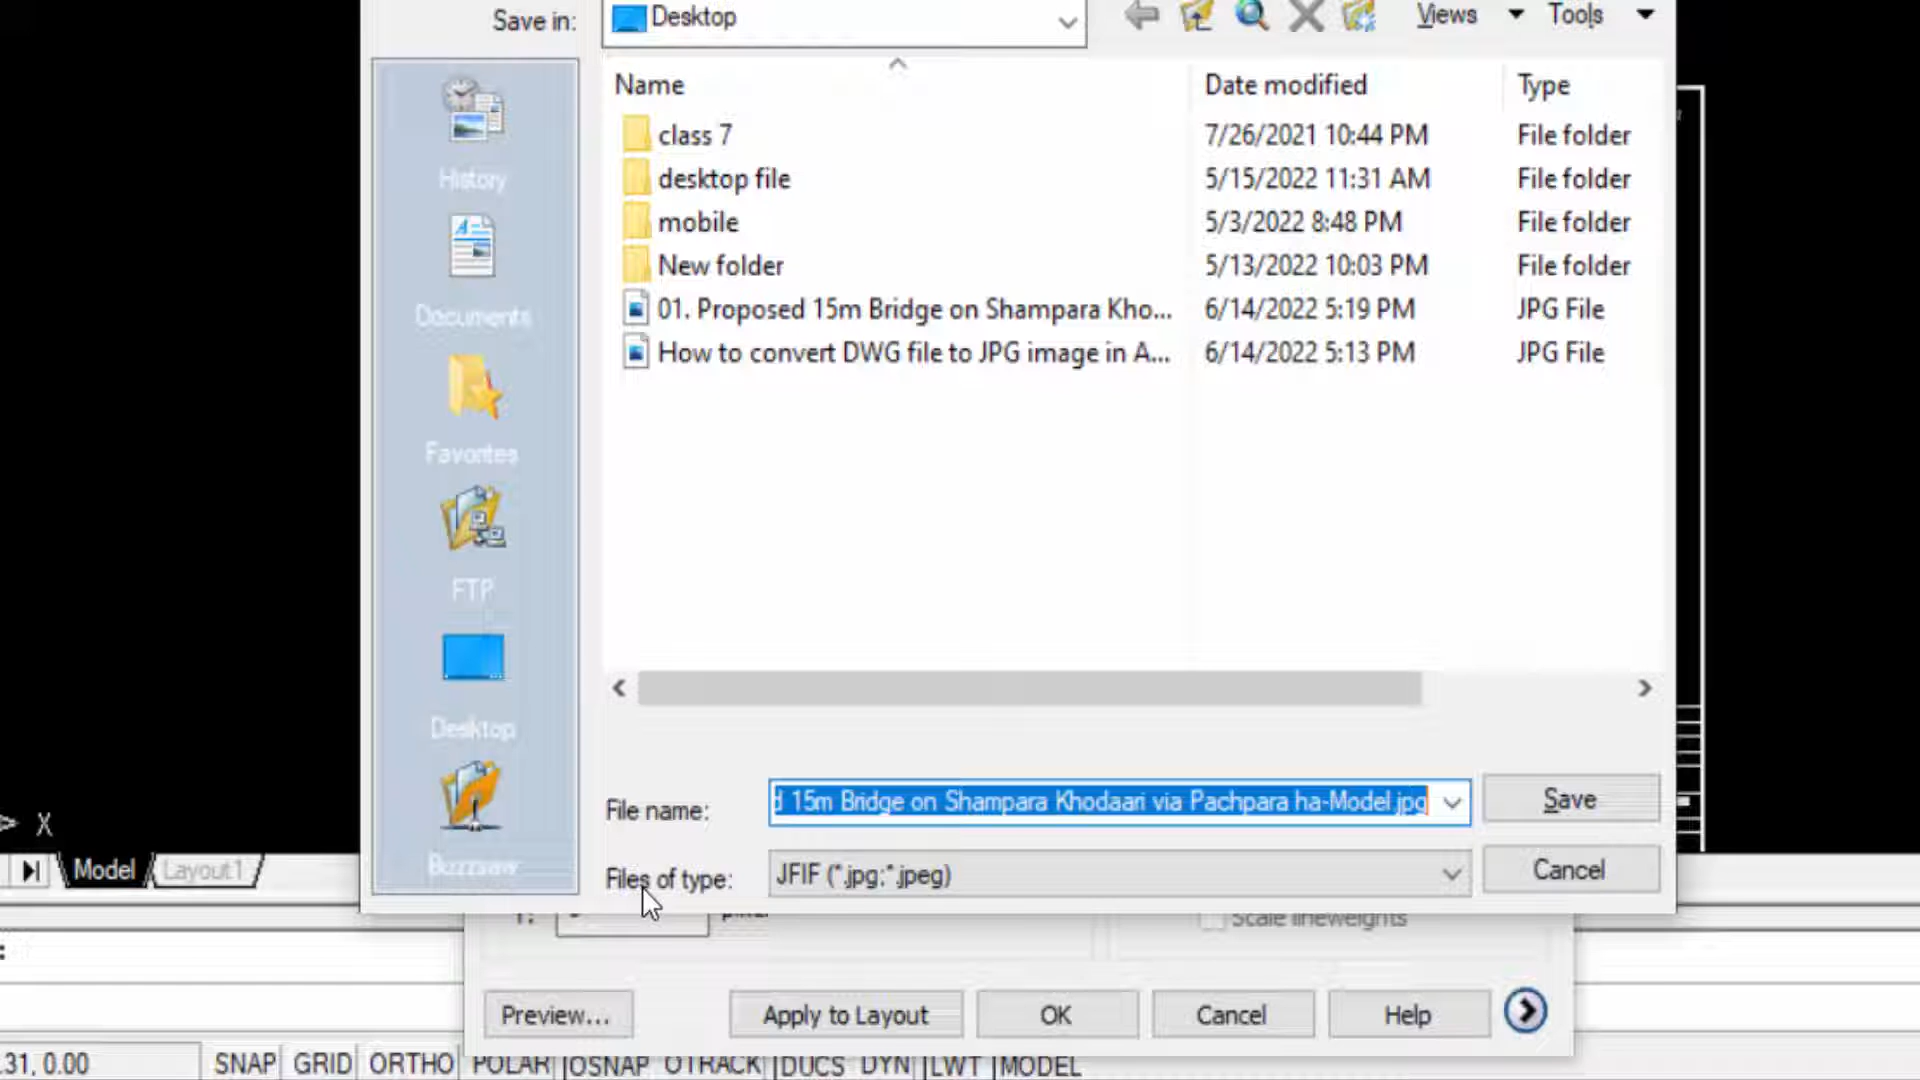 Save in:
Desktop
Views
Tools
Name
Date modified
Type
class 7
7/26/2021 10:44 PM
File folder
desktop file
5/15/2022 11:31 AM
File folder
mobile
5/3/2022 8:48 PM
File folder
New folder
5/13/2022 10:03 PM
File folder
01. Proposed 15m Bridge on Shampara Kho...
6/14/2022 5:19 PM
JPG File
How to convert DWG file to JPG image in A...
6/14/2022 5:13 PM
JPG File
History
Documents
Favorites
FTP
Desktop
Buzzsaw
File name:
d 15m Bridge on Shampara Khodaari via Pachpara ha-Model.jpg
Save
Files of type:
JFIF (*.jpg;*.jpeg)
Cancel
X
Model
Layout1
Scale lineweights
Preview...
Apply to Layout
OK
Cancel
Help
.31, 0.00
SNAP
GRID
ORTHO
POLAR
OSNAP
OTRACK
DUCS
DYN
LWT
MODEL